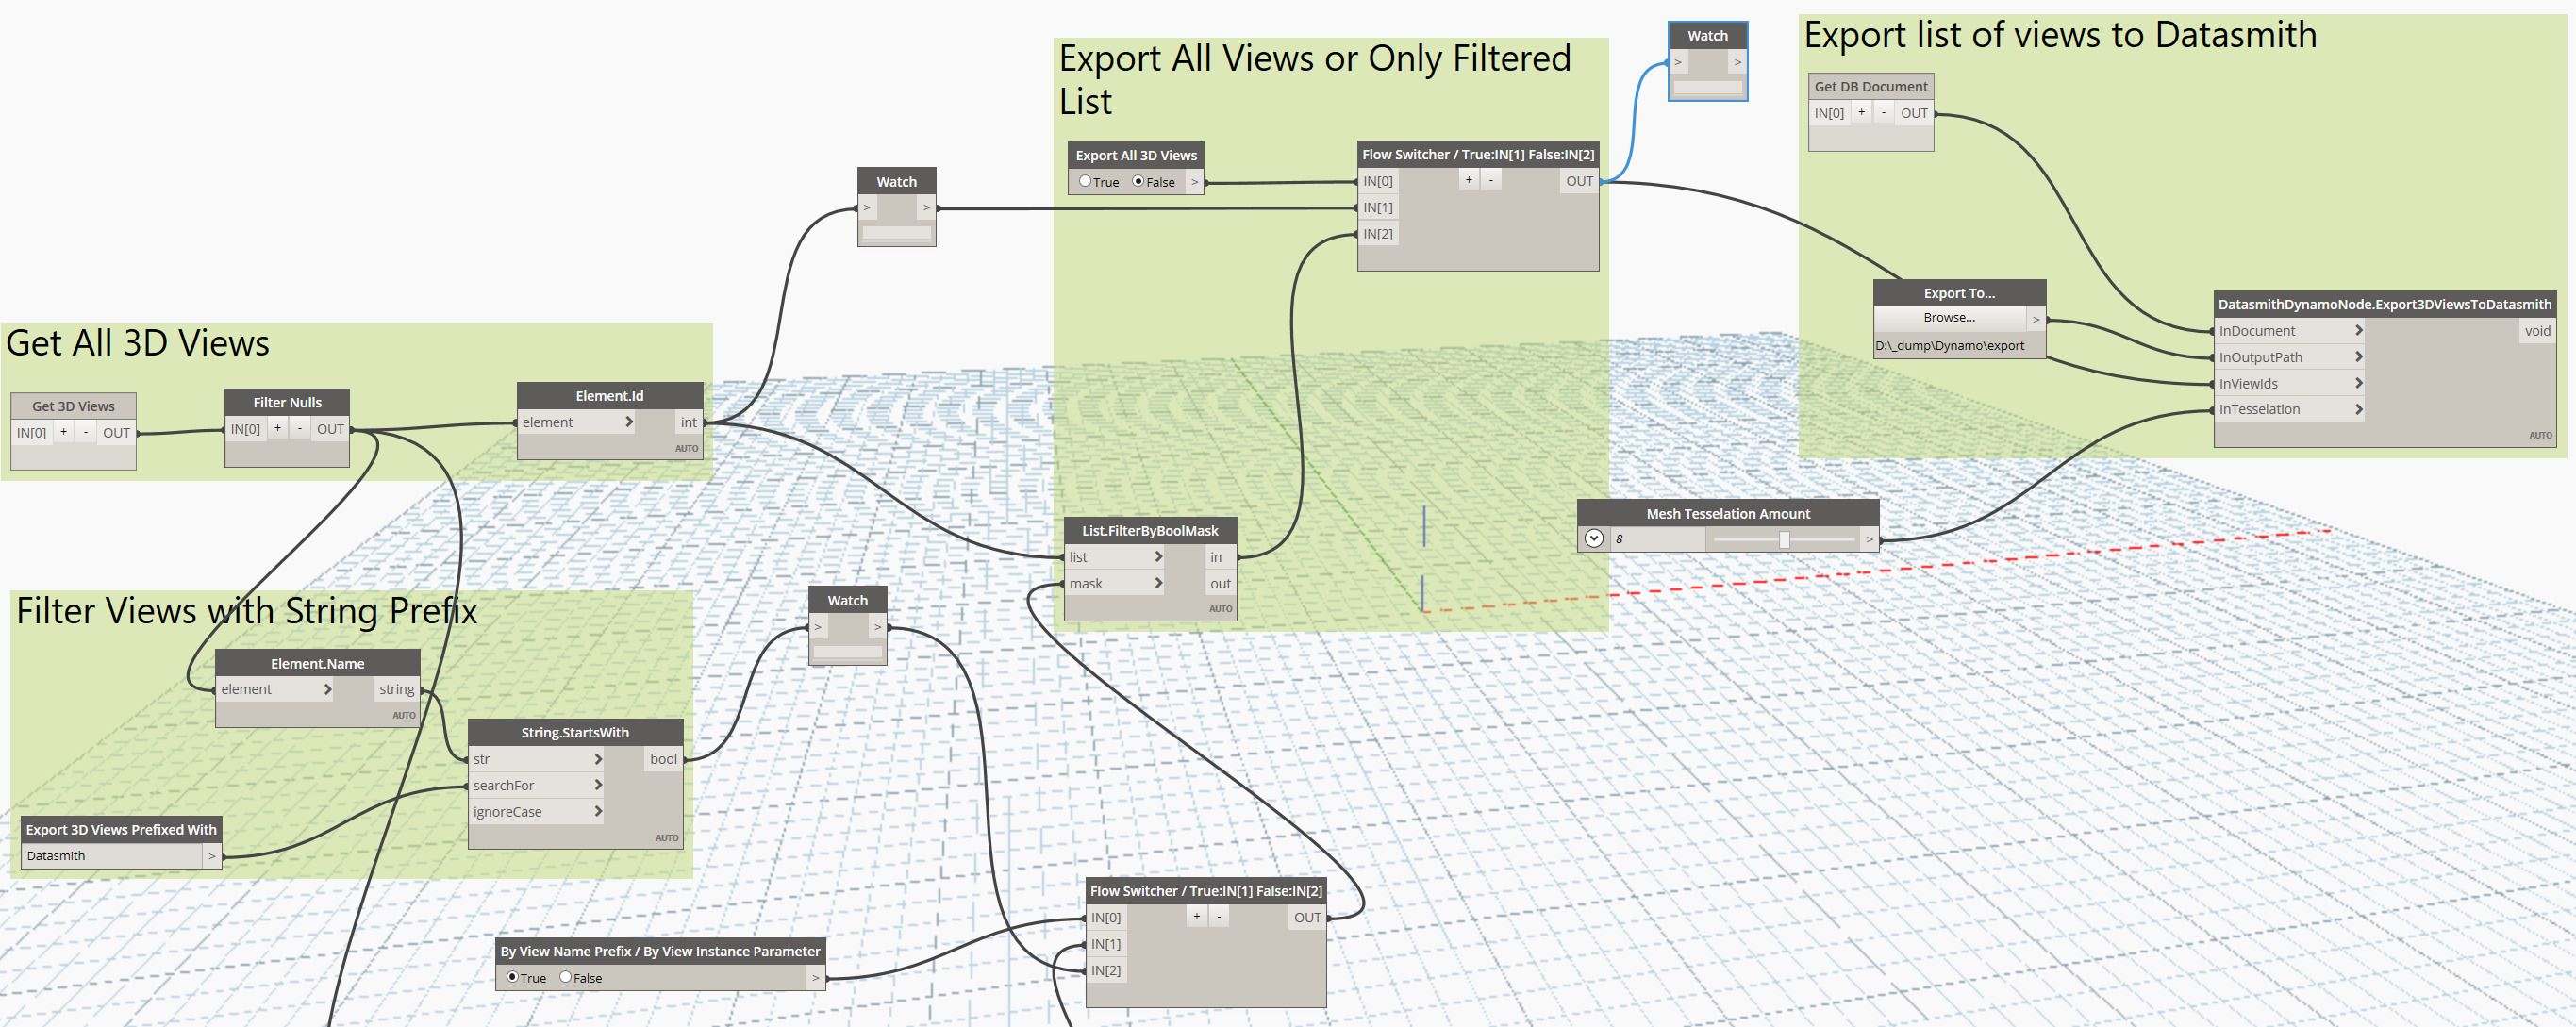 Watch
> >
Export list of views to Datasmith
Export All Views or Only Filtered
List
Get DB Document
IN[0] + - OUT
Export All 3D Views
True False >
Flow Switcher / True:IN[1] False:IN[2]
IN[0] + - OUT
IN[1]
IN[2]
Watch
> >
Export To...
Browse... >
D:\_dump\Dynamo\export
DatasmithDynamoNode.Export3DViewsToDatasmith
InDocument void
InOutputPath
InViewIds
InTesselation
AUTO
Get All 3D Views
Get 3D Views
IN[0] + - OUT
Filter Nulls
IN[0] + - OUT
Element.Id
element int
AUTO
Mesh Tesselation Amount
8 >
List.FilterByBoolMask
list in
mask out
AUTO
Filter Views with String Prefix
Watch
> >
Element.Name
element string
AUTO
String.StartsWith
str bool
searchFor
ignoreCase
AUTO
Export 3D Views Prefixed With
Datasmith >
Flow Switcher / True:IN[1] False:IN[2]
IN[0] + - OUT
IN[1]
IN[2]
By View Name Prefix / By View Instance Parameter
True False >